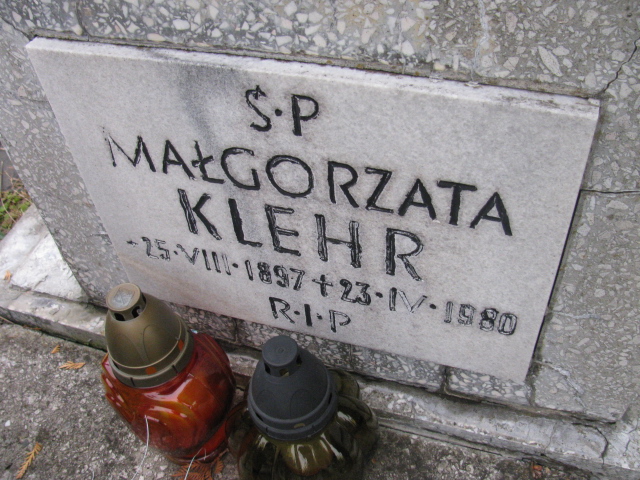 Ś·P
MAŁGORZATA
KLEHR
*25·VIII·1897 + 23·IV·1980
R·I·P